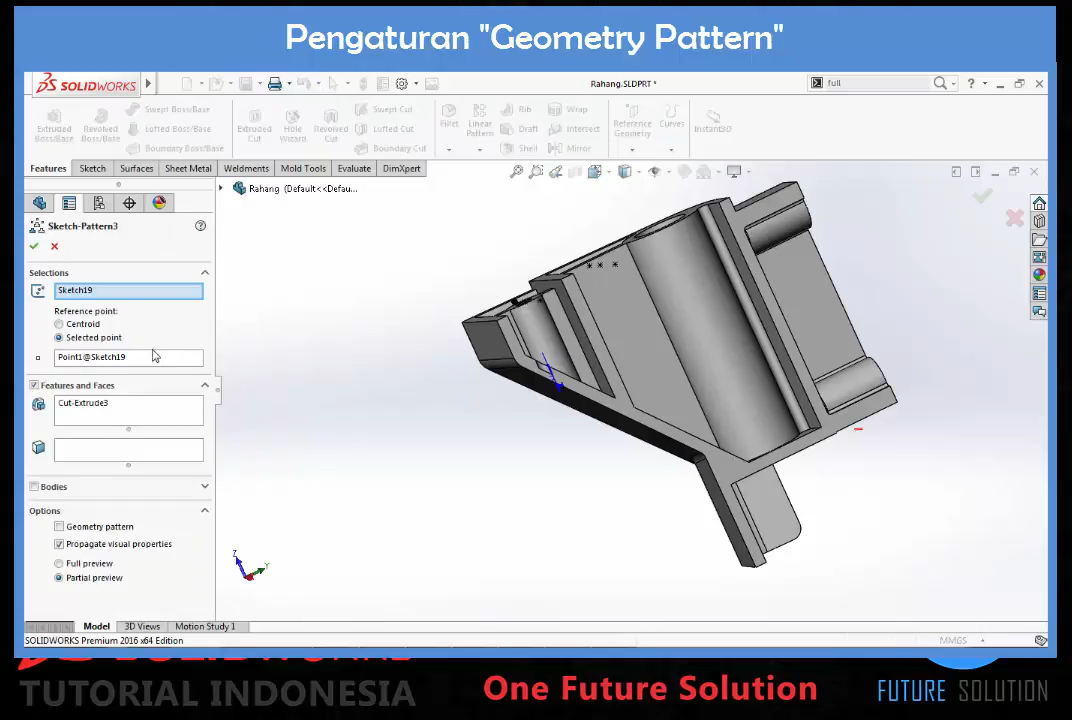 Pengaturan "Geometry Pattern"
SOLIDWORKS
Rahang.SLDPRT *
full
Extruded Boss/Base
Revolved Boss/Base
Swept Boss/Base
Lofted Boss/Base
Boundary Boss/Base
Extruded Cut
Hole Wizard
Revolved Cut
Swept Cut
Lofted Cut
Boundary Cut
Fillet
Linear Pattern
Rib
Draft
Shell
Wrap
Intersect
Mirror
Reference Geometry
Curves
Instant3D
Features Sketch Surfaces Sheet Metal Weldments Mold Tools Evaluate DimXpert
Rahang (Default<<Defau...
Sketch-Pattern3
Selections
Sketch19
Reference point:
Centroid
Selected point
Point1@Sketch19
Features and Faces
Cut-Extrude3
Bodies
Options
Geometry pattern
Propagate visual properties
Full preview
Partial preview
Z
Y
Model 3D Views Motion Study 1
SOLIDWORKS Premium 2016 x64 Edition
MMGS
TUTORIAL INDONESIA
One Future Solution
FUTURE SOLUTION